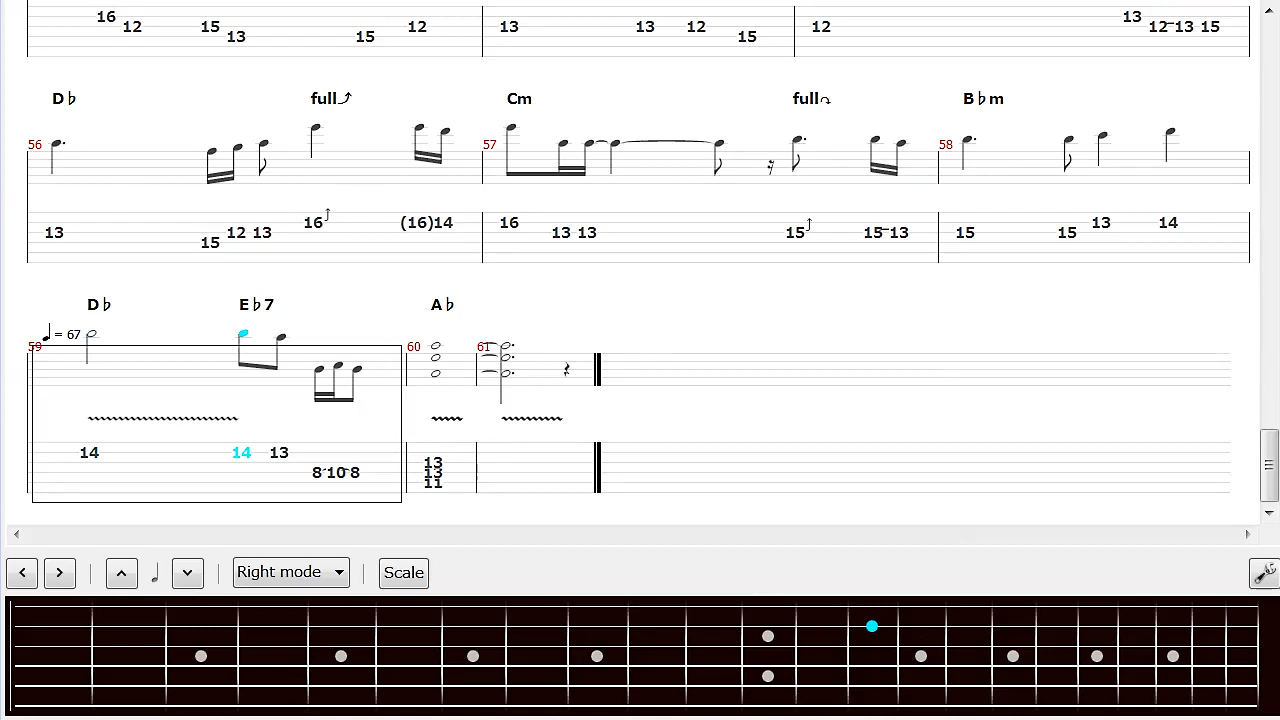 16 12 15 13 15 12 13 13 12 15 12 13 12 13 15
D♭ full Cm full B♭m
56 57 58
13 15 12 13 16 (16)14 16 13 13 15 15 13 15 15 13 14
D♭ E♭7 A♭
♩ = 67
59 60 61
14 14 13 8 10 8 13
13
11
< > Right mode Scale